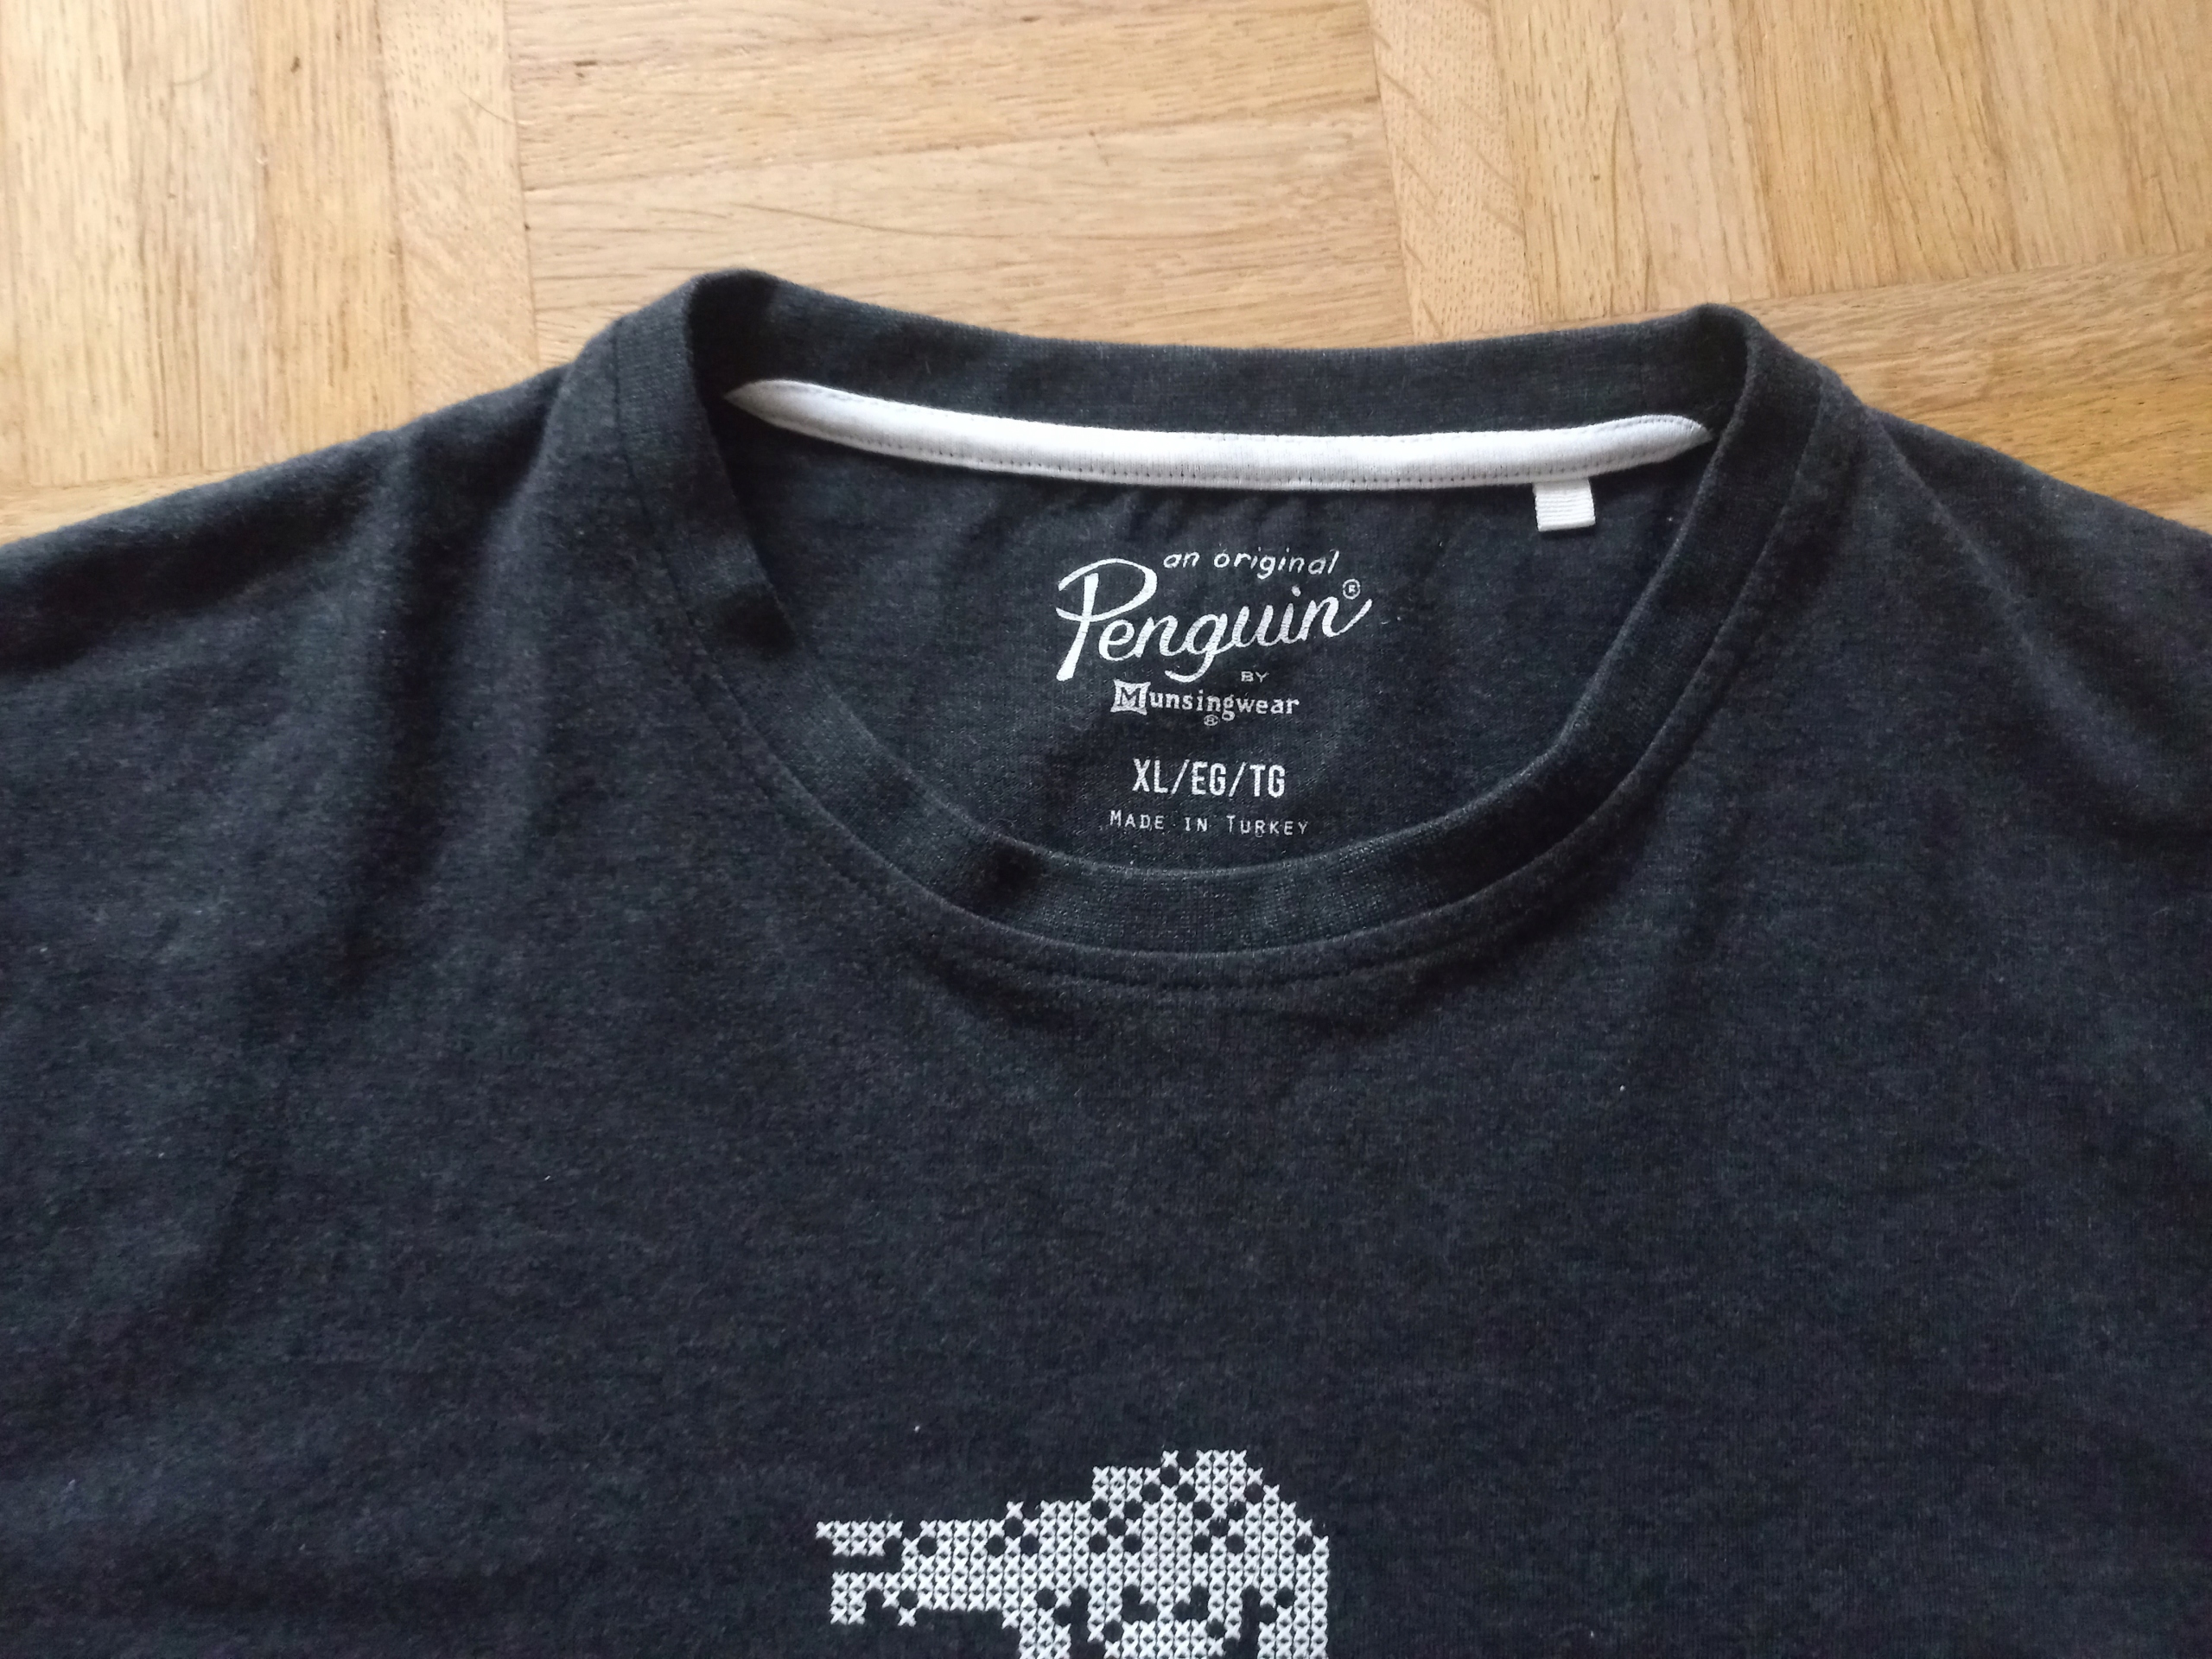 an original
Penguin®
BY
Munsingwear
®
XL/EG/TG
MADE IN TURKEY